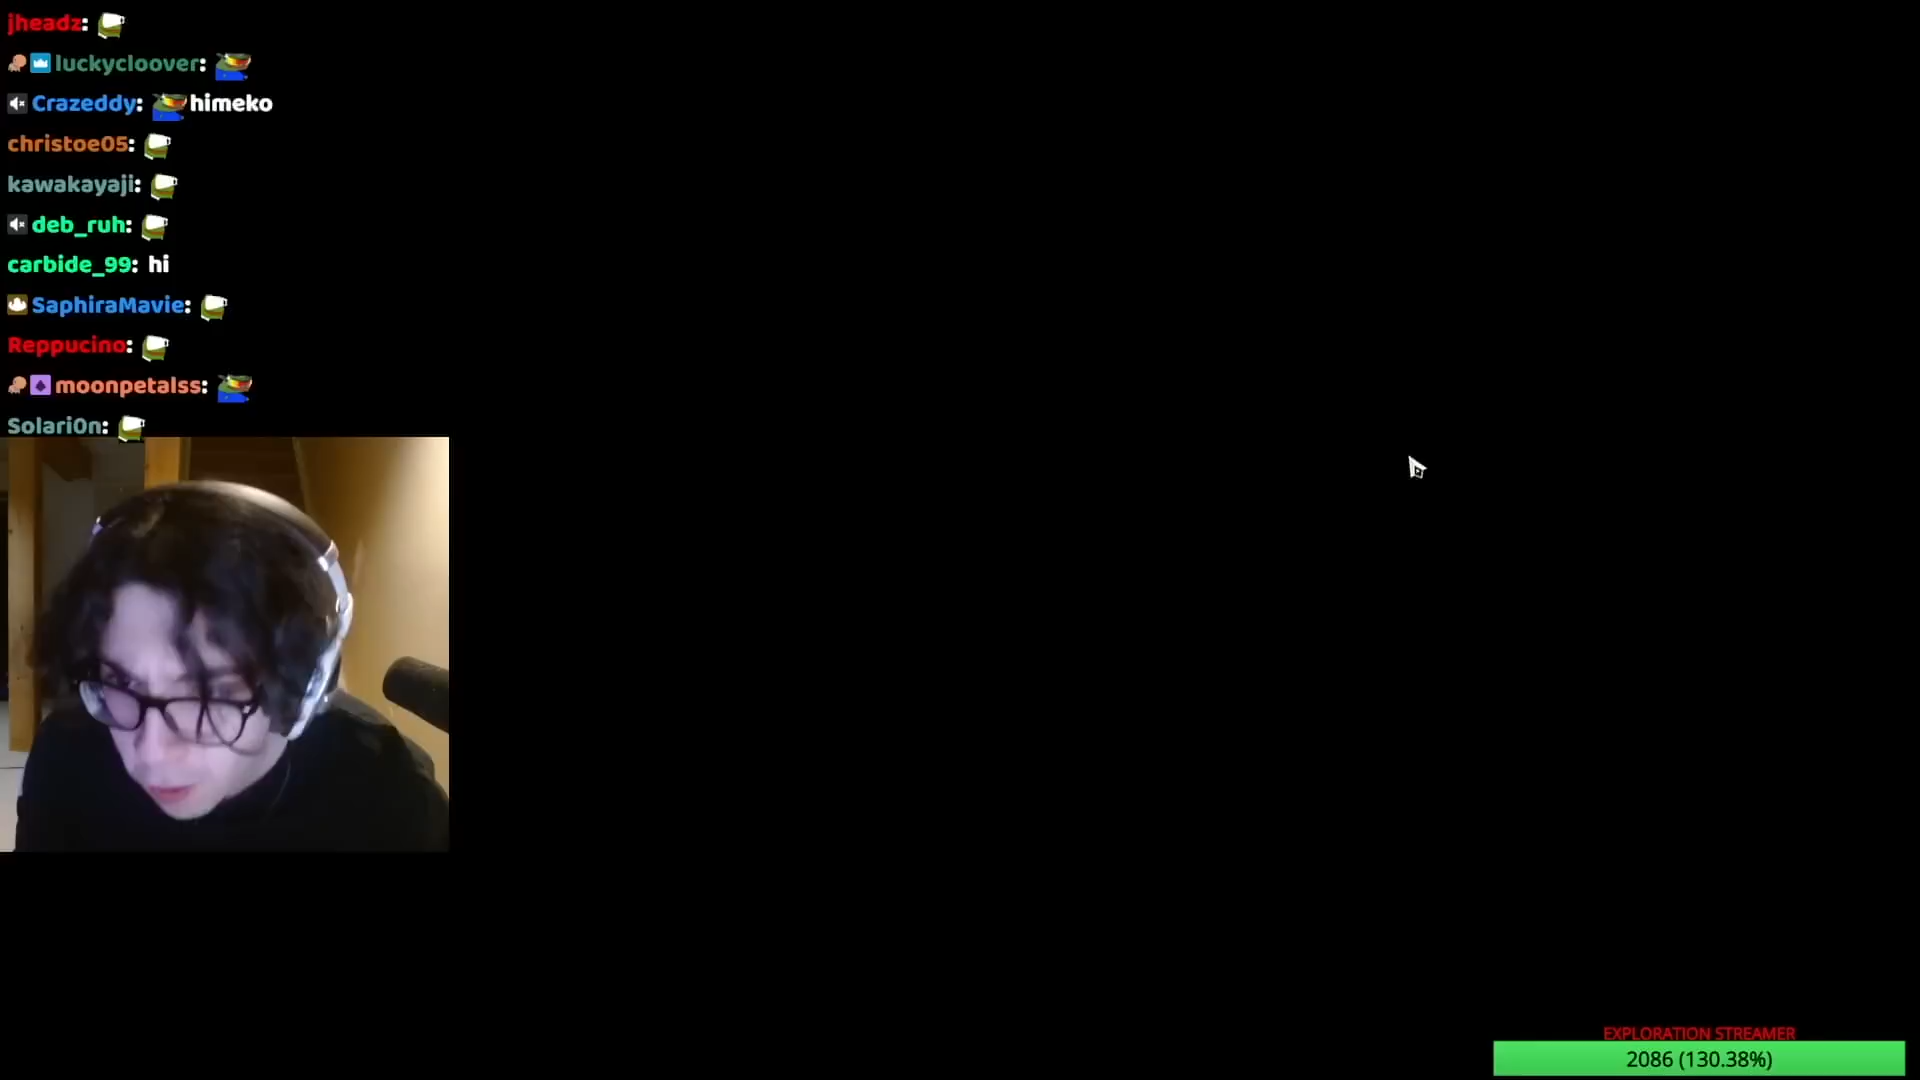 jheadz:
luckycloover:
Crazeddy: himeko
christoe05:
kawakayaji:
deb_ruh:
carbide_99: hi
SaphiraMavie:
Reppucino:
moonpetalss:
Solari0n:
EXPLORATION STREAMER
2086 (130.38%)